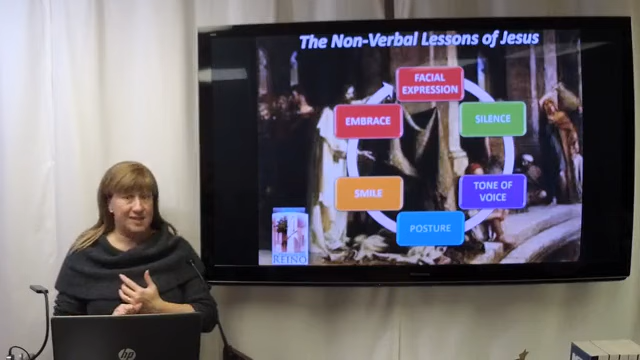 The Non-Verbal Lessons of Jesus
FACIAL
EXPRESSION
SILENCE
TONE OF
VOICE
POSTURE
SMILE
EMBRACE
REINO
hp